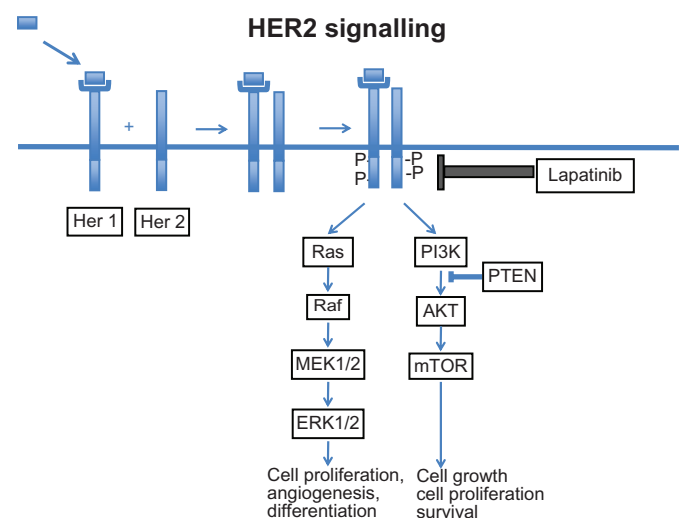 HER2 signalling
+
P-
-P
P-
-P
Lapatinib
Her 1
Her 2
Ras
PI3K
PTEN
Raf
AKT
MEK1/2
mTOR
ERK1/2
Cell proliferation,
angiogenesis,
differentiation
Cell growth
cell proliferation
survival